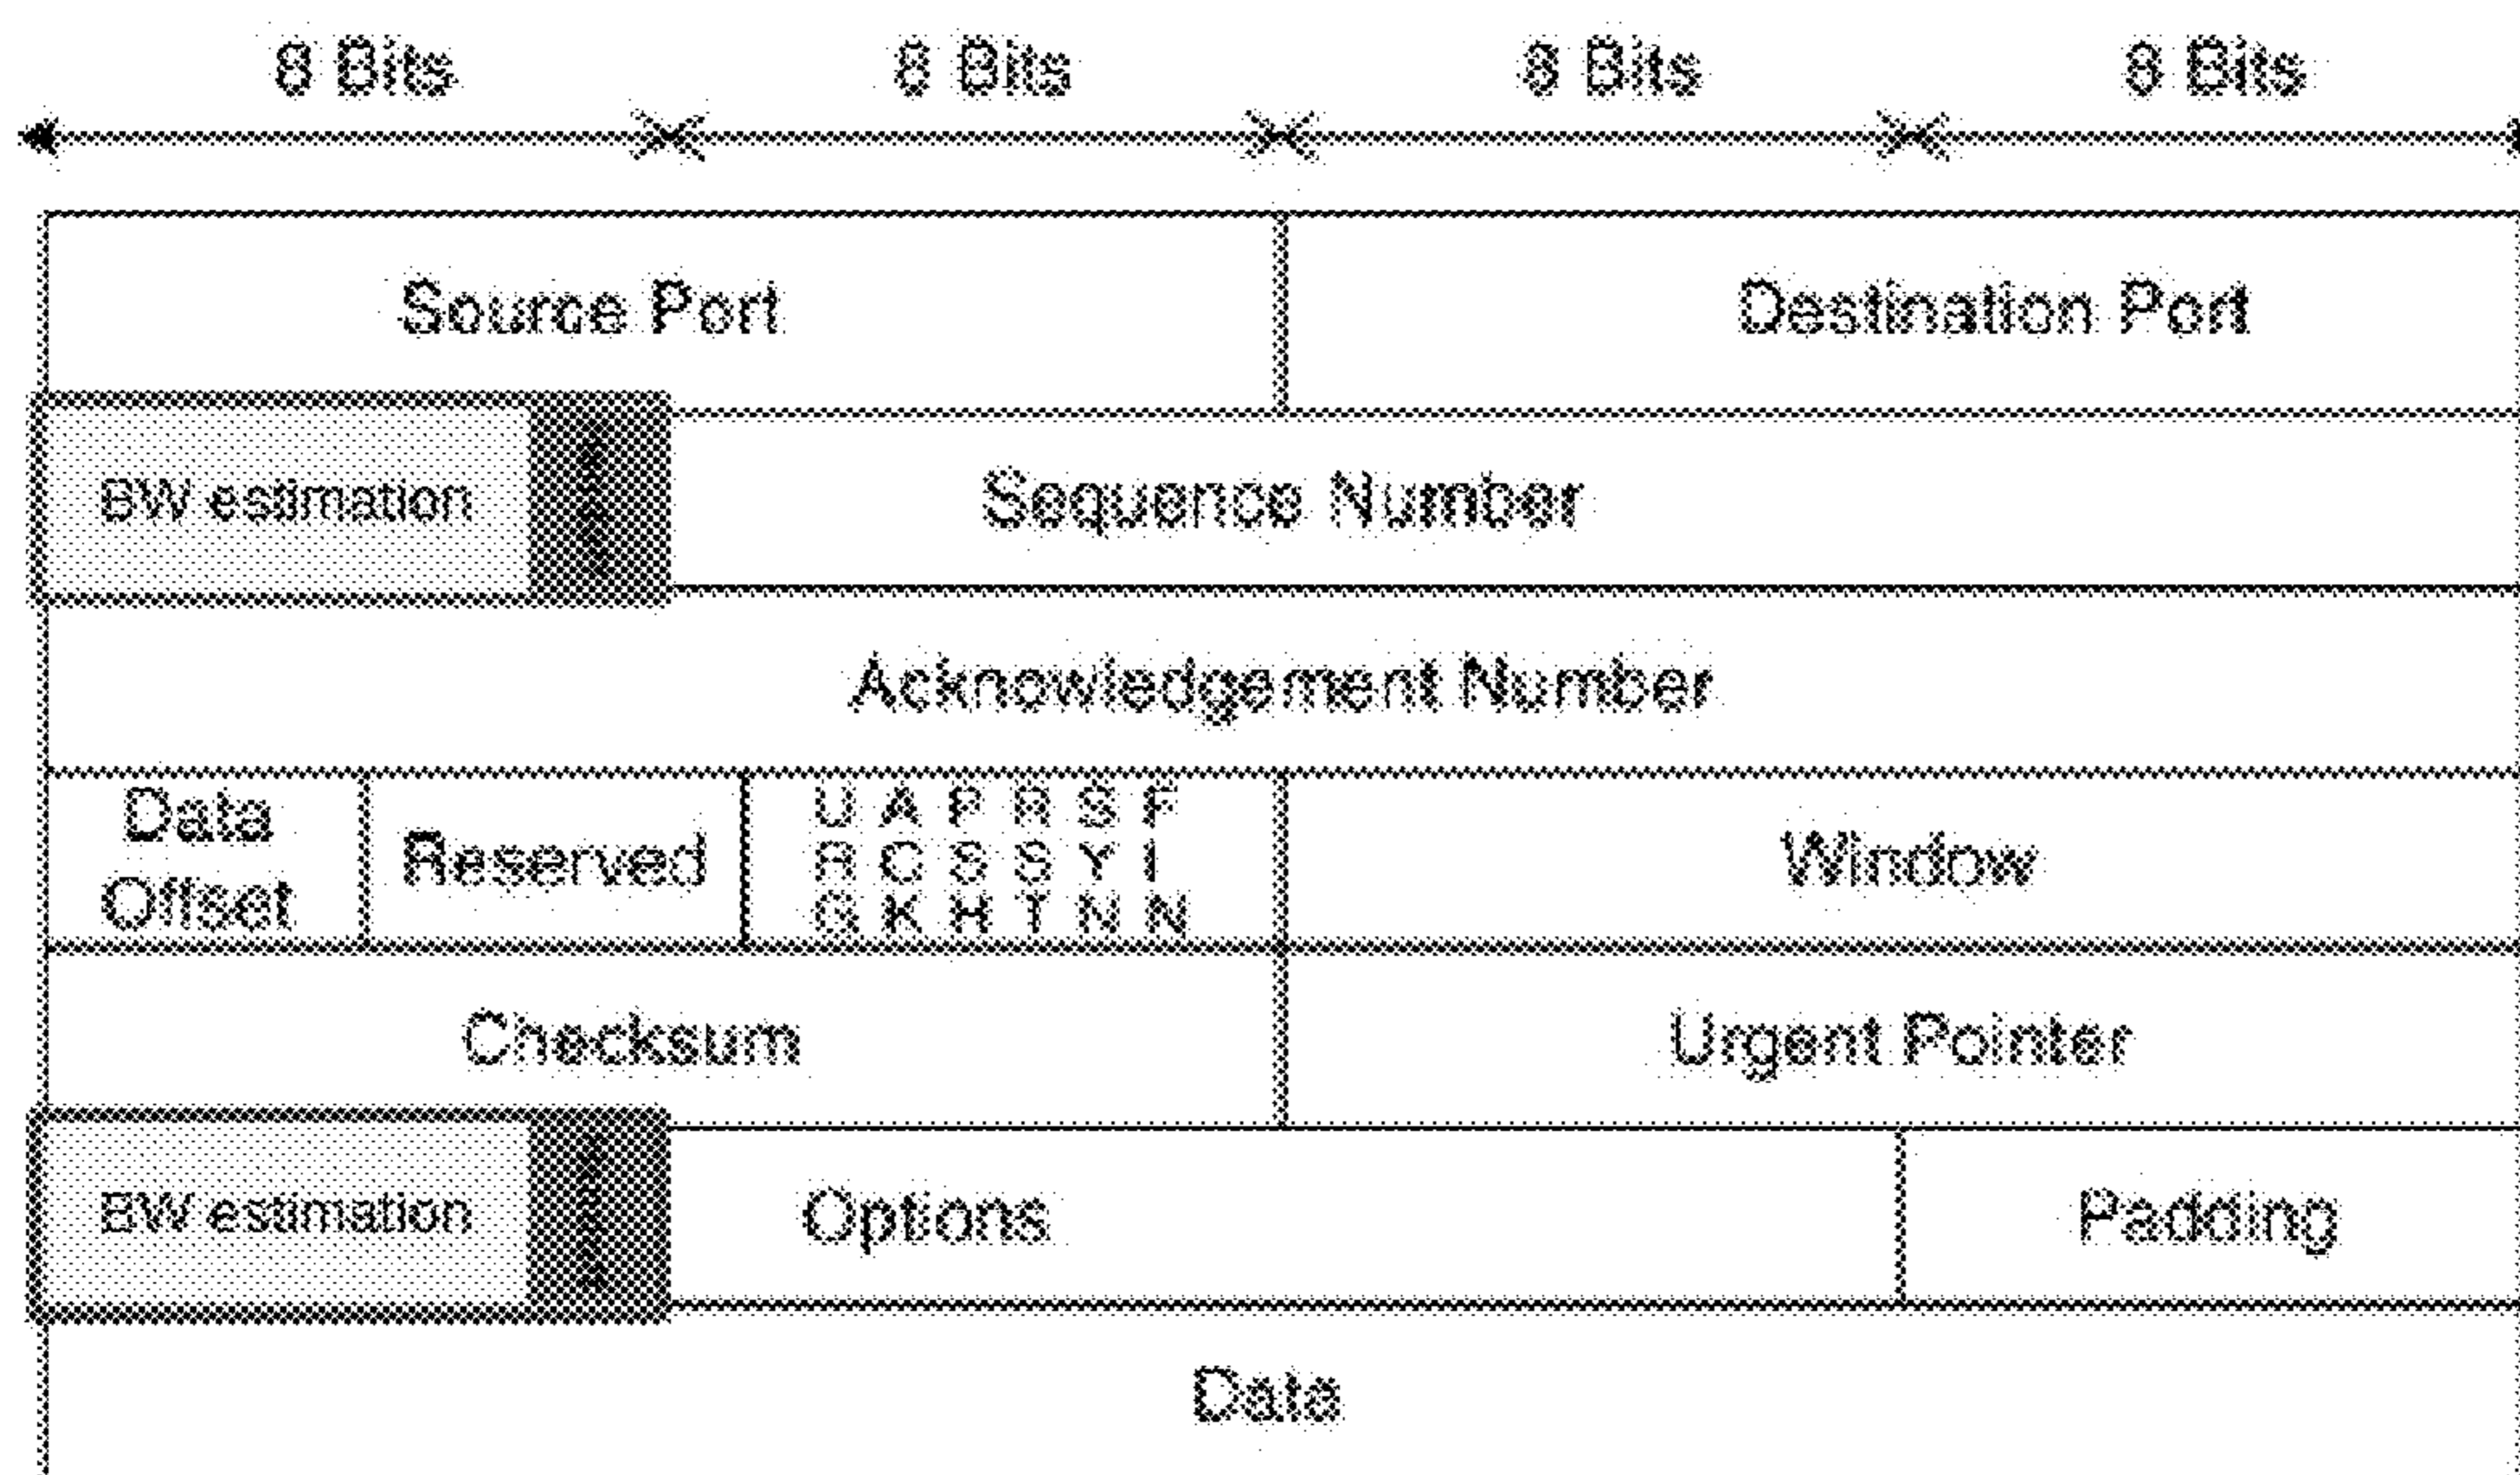 8 Bits 8 Bits 8 Bits 8 Bits
Source Port Destination Port
BW estimation Sequence Number
Acknowledgement Number
Data Offset Reserved
U A P R S F
R C S S Y I
G K H T N N
Window
Checksum Urgent Pointer
BW estimation Options Padding
Data